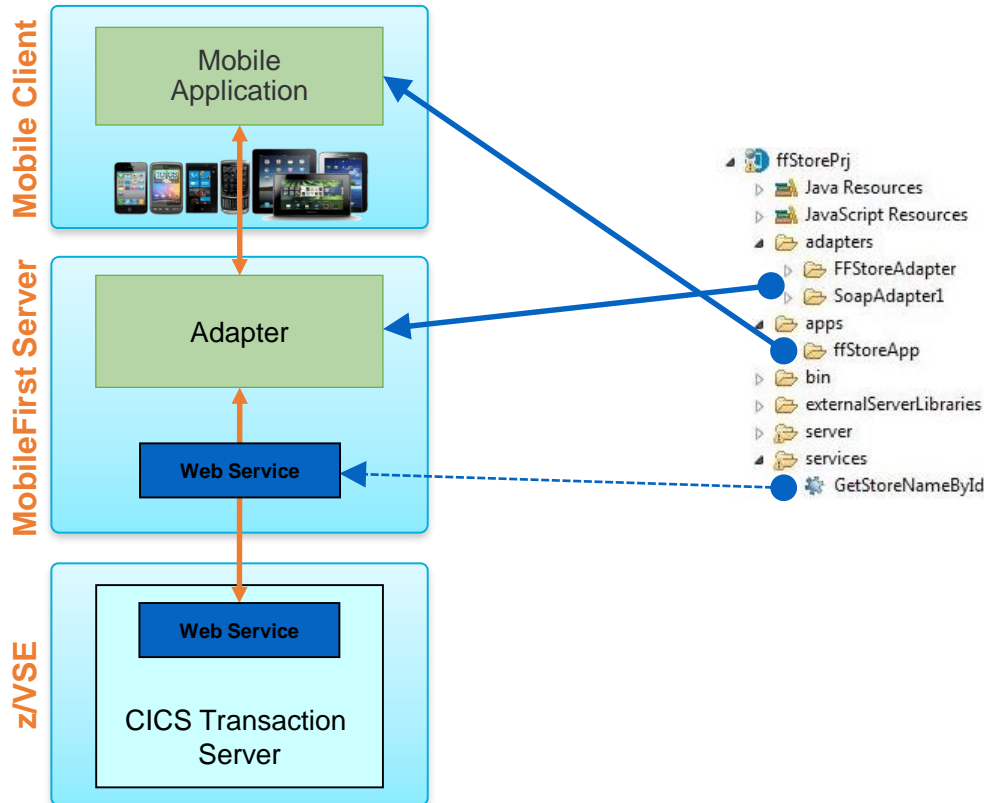 Mobile Client
Mobile
Application
MobileFirst Server
Adapter
Web Service
z/VSE
Web Service
CICS Transaction
Server
ffStorePrj
Java Resources
JavaScript Resources
adapters
FFStoreAdapter
SoapAdapter1
apps
ffStoreApp
bin
externalServerLibraries
server
services
GetStoreNameById